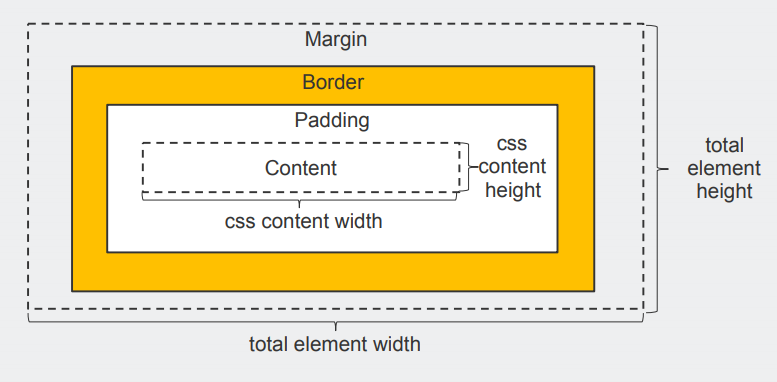 Margin
Border
Padding
Content
css
content
height
css content width
total
element
height
total element width